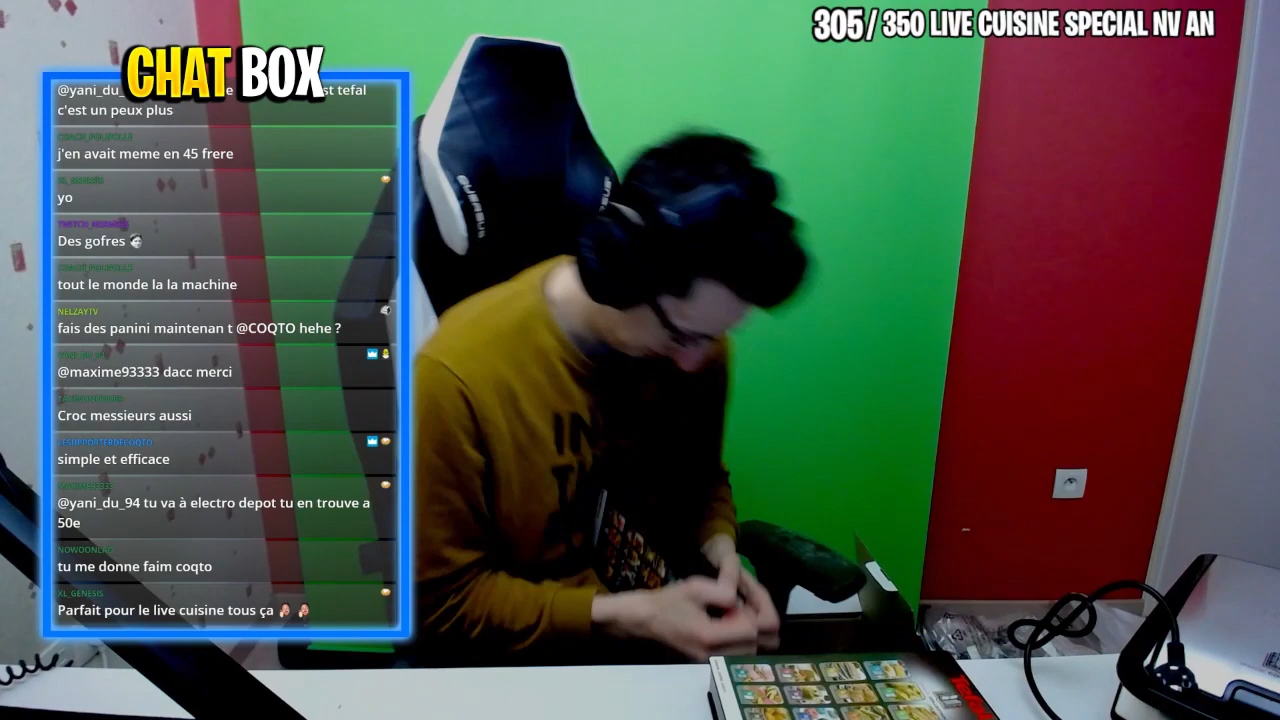 305/ 350 LIVE CUISINE SPECIAL NV AN
CHAT BOX
@yani_du_
st tefal
c'est un peux plus
j'en avait meme en 45 frere
yo
Des gofres
tout le monde la la machine
NELZAYTV
fais des panini maintenan t @COQTO hehe ?
@maxime93333 dacc merci
Croc messieurs aussi
LESUPPORTERDECOQTO
simple et efficace
@yani_du_94 tu va à electro depot tu en trouve a
50e
tu me donne faim coqto
XL_GENESIS
Parfait pour le live cuisine tous ça
QUERSUS